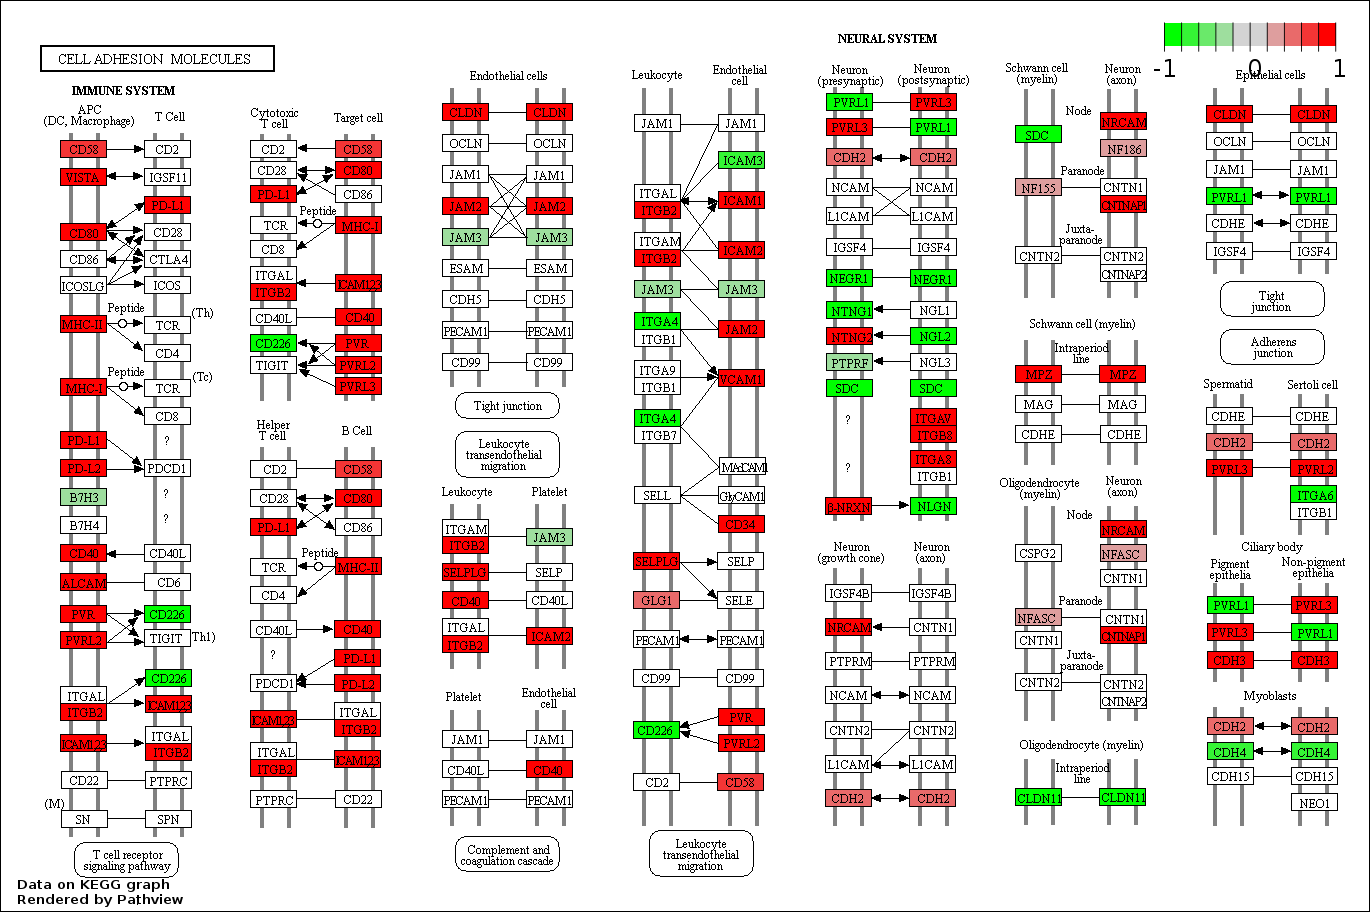 CELL ADHESION MOLECULES
IMMUNE SYSTEM
APC
(DC, Macrophage)
T Cell
CD58
CD2
VISTA
IGSF11
PD-L1
CD80
CD28
CD86
CTLA4
ICOSLG
ICOS
Peptide
(Th)
MHC-II
TCR
CD4
Peptide
(Tc)
MHC-I
TCR
CD8
PD-L1
?
PD-L2
PDCD1
B7H3
?
B7H4
?
CD40
CD40L
ALCAM
CD6
PVR
CD226
PVRL2
TIGIT
Th1)
CD226
ITGAL
ITGB2
ICAM123
ICAM123
ITGAL
ITGB2
CD22
PTPRC
(M)
SN
SPN
T cell receptor
signaling pathway
Data on KEGG graph
Rendered by Pathview
Cytotoxic
T cell
Target cell
CD2
CD58
CD28
CD80
PD-L1
CD86
Peptide
TCR
MHC-I
CD8
ITGAL
ITGB2
ICAM123
CD40L
CD40
CD226
PVR
TIGIT
PVRL2
PVRL3
Helper
T cell
B Cell
CD2
CD58
CD28
CD80
PD-L1
CD86
Peptide
TCR
MHC-II
CD4
CD40L
CD40
?
PD-L1
PDCD1
PD-L2
ICAM123
ITGAL
ITGB2
ITGAL
ITGB2
ICAM123
PTPRC
CD22
Endothelial cells
CLDN
CLDN
OCLN
OCLN
JAM1
JAM1
JAM2
JAM2
JAM3
JAM3
ESAM
ESAM
CDH5
CDH5
PECAM1
PECAM1
CD99
CD99
Tight junction
Leukocyte
transendothelial
migration
Leukocyte
Platelet
ITGAM
ITGB2
JAM3
SELPLG
SELP
CD40
CD40L
ITGAL
ITGB2
ICAM2
Platelet
Endothelial
cell
JAM1
JAM1
CD40L
CD40
PECAM1
PECAM1
Complement and
coagulation cascade
Leukocyte
Endothelial
cell
JAM1
JAM1
ICAM3
ITGAL
ITGB2
ICAM1
ITGAM
ITGB2
ICAM2
JAM3
JAM3
ITGA4
ITGB1
JAM2
ITGA9
ITGB1
VCAM1
ITGA4
ITGB7
MAdCAM1
SELL
GlyCAM1
CD34
SELPLG
SELP
GLG1
SELE
PECAM1
PECAM1
CD99
CD99
CD226
PVR
PVRL2
CD2
CD58
Leukocyte
transendothelial
migration
NEURAL SYSTEM
Neuron
(presynaptic)
Neuron
(postsynaptic)
PVRL1
PVRL3
PVRL3
PVRL1
CDH2
CDH2
NCAM
NCAM
L1CAM
L1CAM
IGSF4
IGSF4
NEGR1
NEGR1
NTNG1
NGL1
NTNG2
NGL2
PTPRF
NGL3
SDC
SDC
?
ITGAV
ITGB8
?
ITGA8
ITGB1
β-NRXN
NLGN
Neuron
(growth cone)
Neuron
(axon)
IGSF4B
IGSF4B
NRCAM
CNTN1
PTPRM
PTPRM
NCAM
NCAM
CNTN2
CNTN2
L1CAM
L1CAM
CDH2
CDH2
Schwann cell
(myelin)
Neuron
(axon)
Node
NRCAM
SDC
NF186
Paranode
NF155
CNTN1
CNTNAP1
Juxta-
paranode
CNTN2
CNTN2
CNTNAP2
Schwann cell (myelin)
Intraperiod
line
MPZ
MPZ
MAG
MAG
CDHE
CDHE
Oligodendrocyte
(myelin)
Neuron
(axon)
Node
NRCAM
CSPG2
NFASC
CNTN1
Paranode
NFASC
CNTN1
CNTN1
CNTNAP1
Juxta-
paranode
CNTN2
CNTN2
CNTNAP2
Oligodendrocyte (myelin)
Intraperiod
line
CLDN11
CLDN11
-1
0
1
Epithelial cells
CLDN
CLDN
OCLN
OCLN
JAM1
JAM1
PVRL1
PVRL1
CDHE
CDHE
IGSF4
IGSF4
Tight
junction
Adherens
junction
Spermatid
Sertoli cell
CDHE
CDHE
CDH2
CDH2
PVRL3
PVRL2
ITGA6
ITGB1
Ciliary body
Pigment
epithelia
Non-pigment
epithelia
PVRL1
PVRL3
PVRL3
PVRL1
CDH3
CDH3
Myoblasts
CDH2
CDH2
CDH4
CDH4
CDH15
CDH15
NEO1